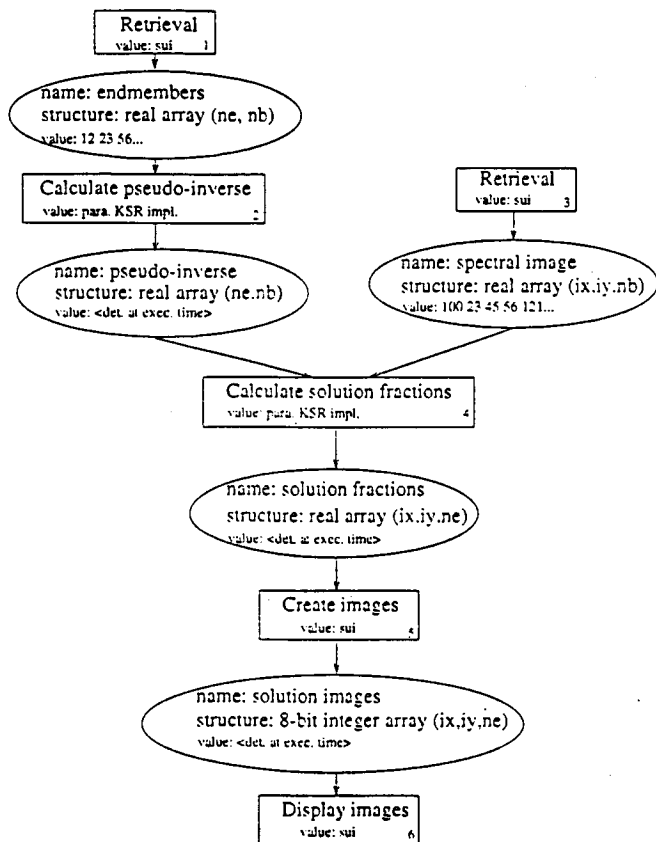 Retrieval
value: sui 1
name: endmembers
structure: real array (ne, nb)
value: 12 23 56...
Calculate pseudo-inverse
value: para. KSR impl. 2
Retrieval
value: sui 3
name: pseudo-inverse
structure: real array (ne.nb)
value: <det. at exec. time>
name: spectral image
structure: real array (ix.iy.nb)
value: 100 23 45 56 121...
Calculate solution fractions
value: para. KSR impl. 4
name: solution fractions
structure: real array (ix.iy.ne)
value: <det. at exec. time>
Create images
value: sui 5
name: solution images
structure: 8-bit integer array (ix,iy,ne)
value: <det. at exec. time>
Display images
value: sui 6